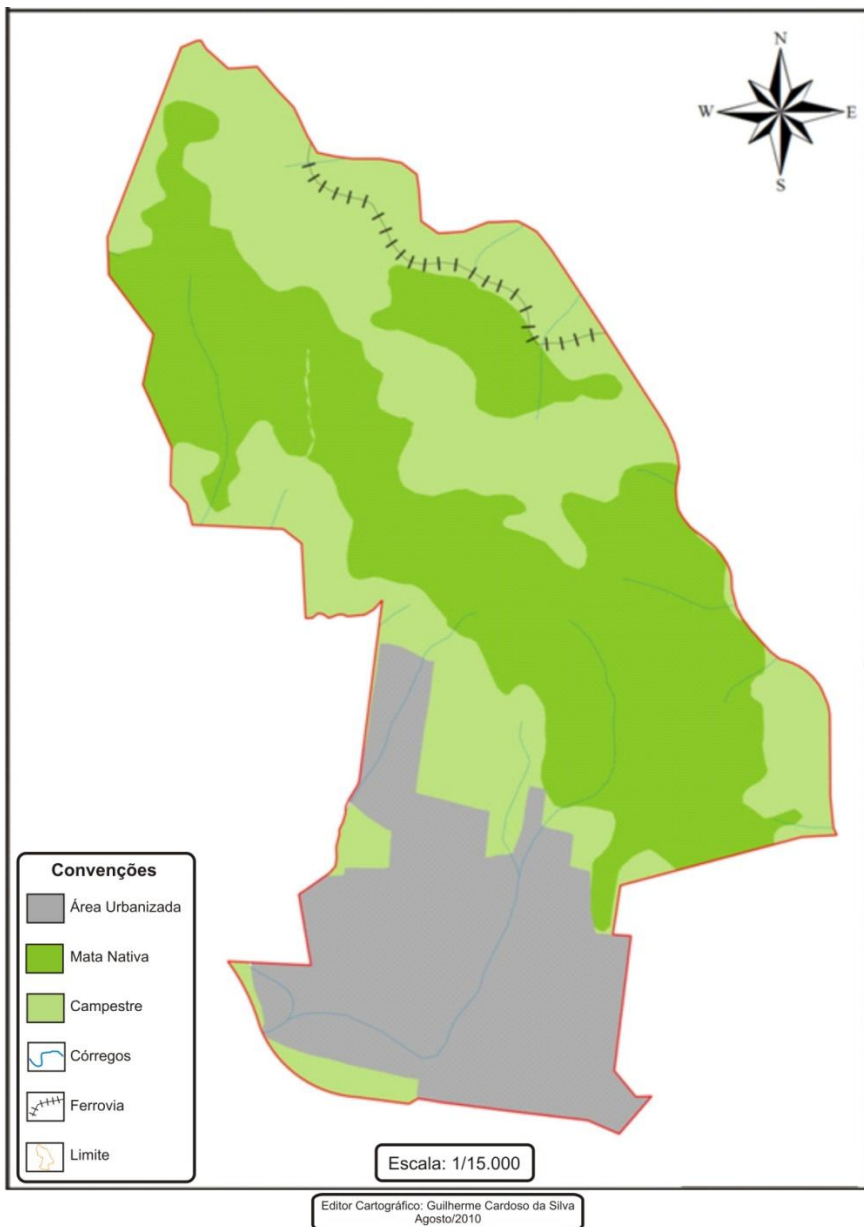 N
W
E
S
Convenções
Área Urbanizada
Mata Nativa
Campestre
Córregos
Ferrovia
Limite
Escala: 1/15.000
Editor Cartográfico: Guilherme Cardoso da Silva
Agosto/2010